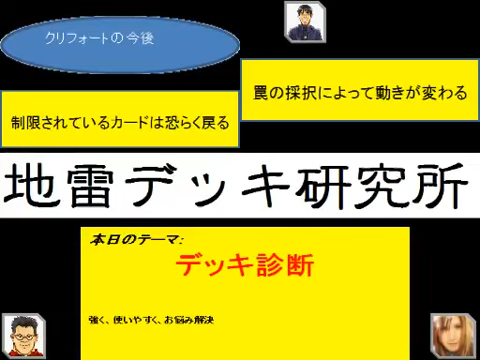 クリフォートの今後
罠の採択によって動きが変わる
制限されているカードは恐らく戻る
地雷デッキ研究所
本日のテーマ:
デッキ診断
強く、使いやすく、お悩み解決